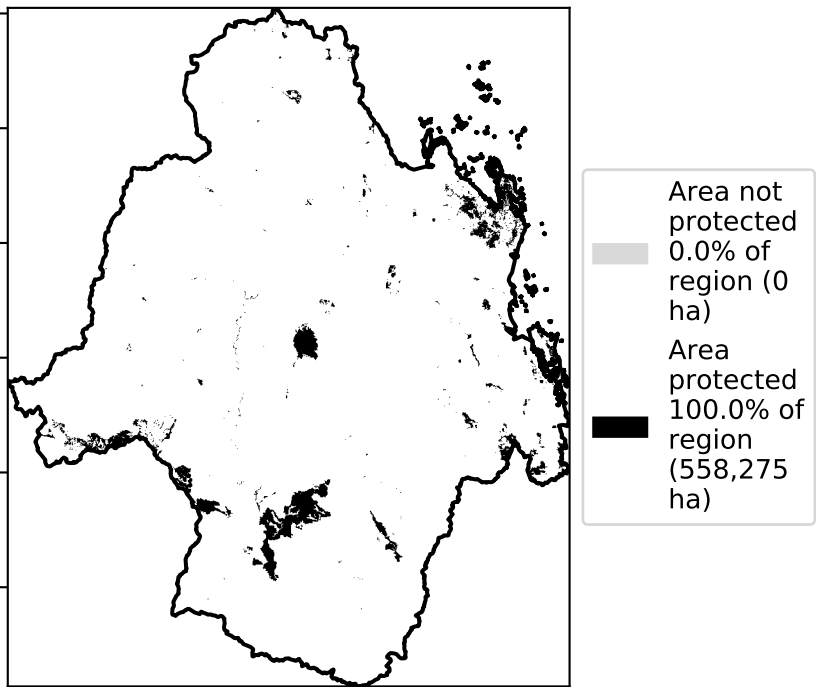 Area not
protected
0.0% of
region (0
ha)
Area
protected
100.0% of
region
(558,275
ha)